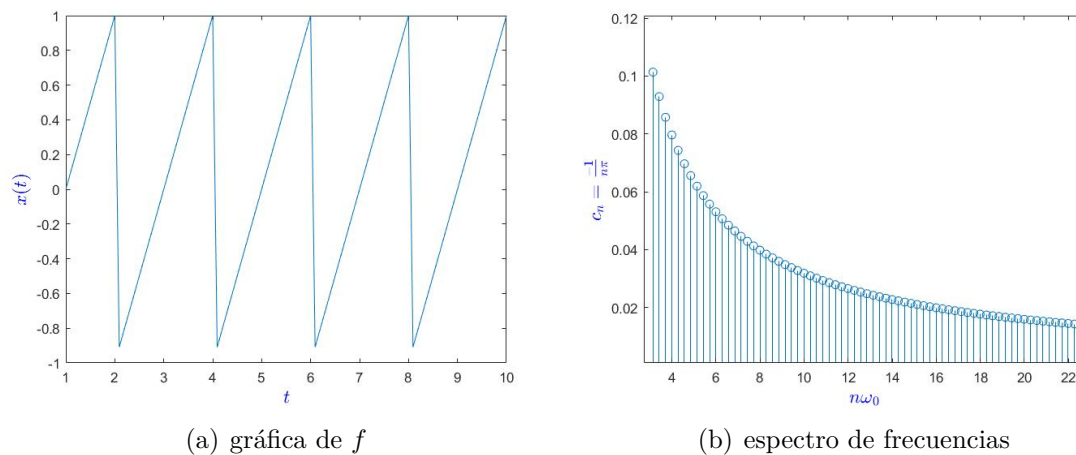 1
0.8
0.6
0.4
0.2
0
-0.2
-0.4
-0.6
-0.8
-1
x(t)
1 2 3 4 5 6 7 8 9 10
t
(a) gráfica de f
0.12
0.1
0.08
0.06
0.04
0.02
c_n = \frac{-1}{nπ}
4 6 8 10 12 14 16 18 20 22
nω₀
(b) espectro de frecuencias